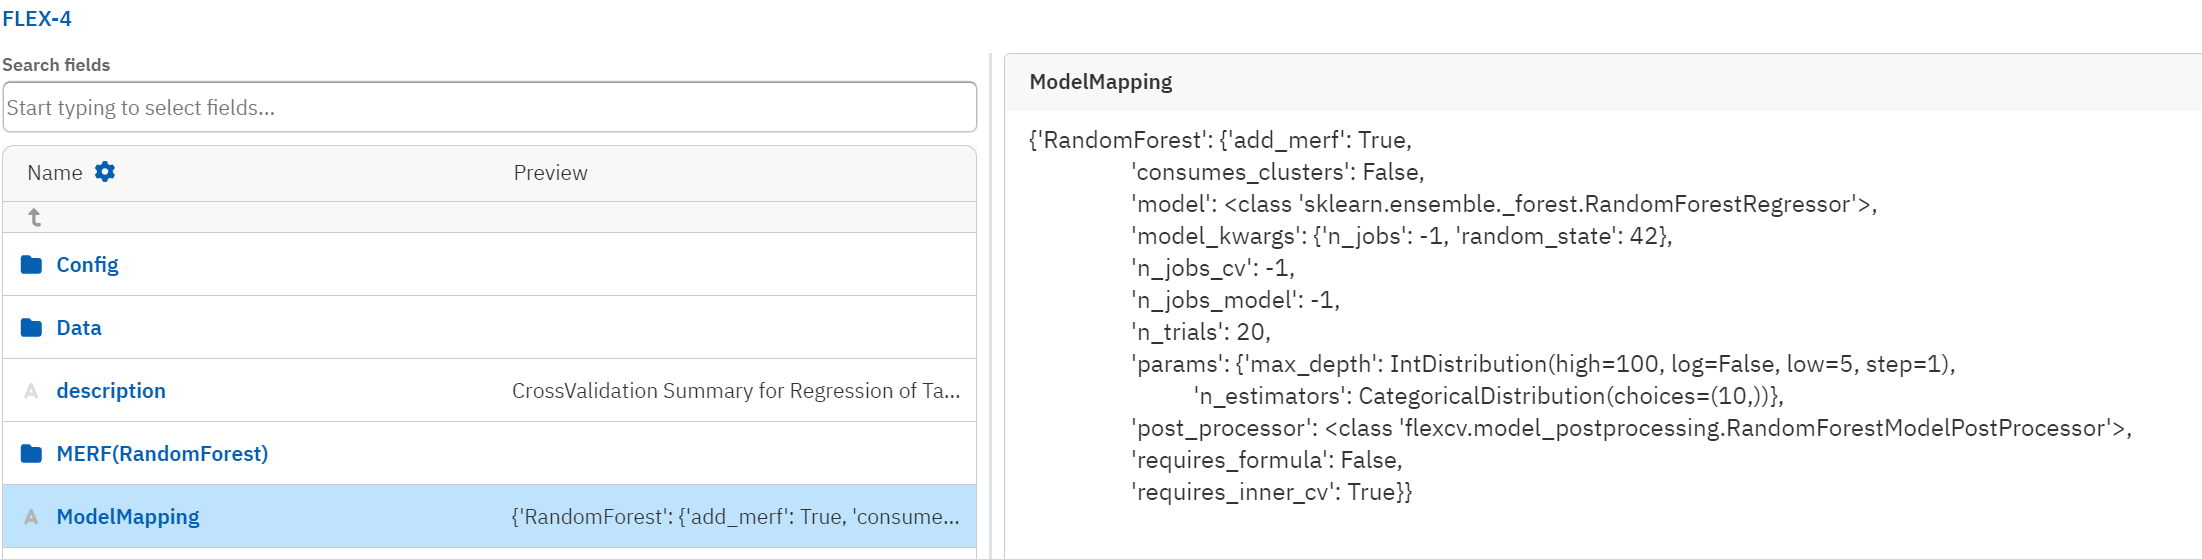 FLEX-4
Search fields
Start typing to select fields...
Name Preview
Config
Data
description CrossValidation Summary for Regression of Ta...
MERF(RandomForest)
ModelMapping {'RandomForest': {'add_merf': True, 'consume...
ModelMapping
{'RandomForest': {'add_merf': True,
'consumes_clusters': False,
'model': <class 'sklearn.ensemble._forest.RandomForestRegressor'>,
'model_kwargs': {'n_jobs': -1, 'random_state': 42},
'n_jobs_cv': -1,
'n_jobs_model': -1,
'n_trials': 20,
'params': {'max_depth': IntDistribution(high=100, log=False, low=5, step=1),
'n_estimators': CategoricalDistribution(choices=(10,))},
'post_processor': <class 'flexcv.model_postprocessing.RandomForestModelPostProcessor'>,
'requires_formula': False,
'requires_inner_cv': True}}